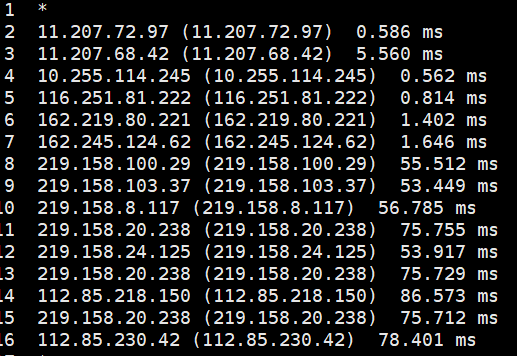 1 *
2 11.207.72.97 (11.207.72.97) 0.586 ms
3 11.207.68.42 (11.207.68.42) 5.560 ms
4 10.255.114.245 (10.255.114.245) 0.562 ms
5 116.251.81.222 (116.251.81.222) 0.814 ms
6 162.219.80.221 (162.219.80.221) 1.402 ms
7 162.245.124.62 (162.245.124.62) 1.646 ms
8 219.158.100.29 (219.158.100.29) 55.512 ms
9 219.158.103.37 (219.158.103.37) 53.449 ms
10 219.158.8.117 (219.158.8.117) 56.785 ms
11 219.158.20.238 (219.158.20.238) 75.755 ms
12 219.158.24.125 (219.158.24.125) 53.917 ms
13 219.158.20.238 (219.158.20.238) 75.729 ms
14 112.85.218.150 (112.85.218.150) 86.573 ms
15 219.158.20.238 (219.158.20.238) 75.712 ms
16 112.85.230.42 (112.85.230.42) 78.401 ms